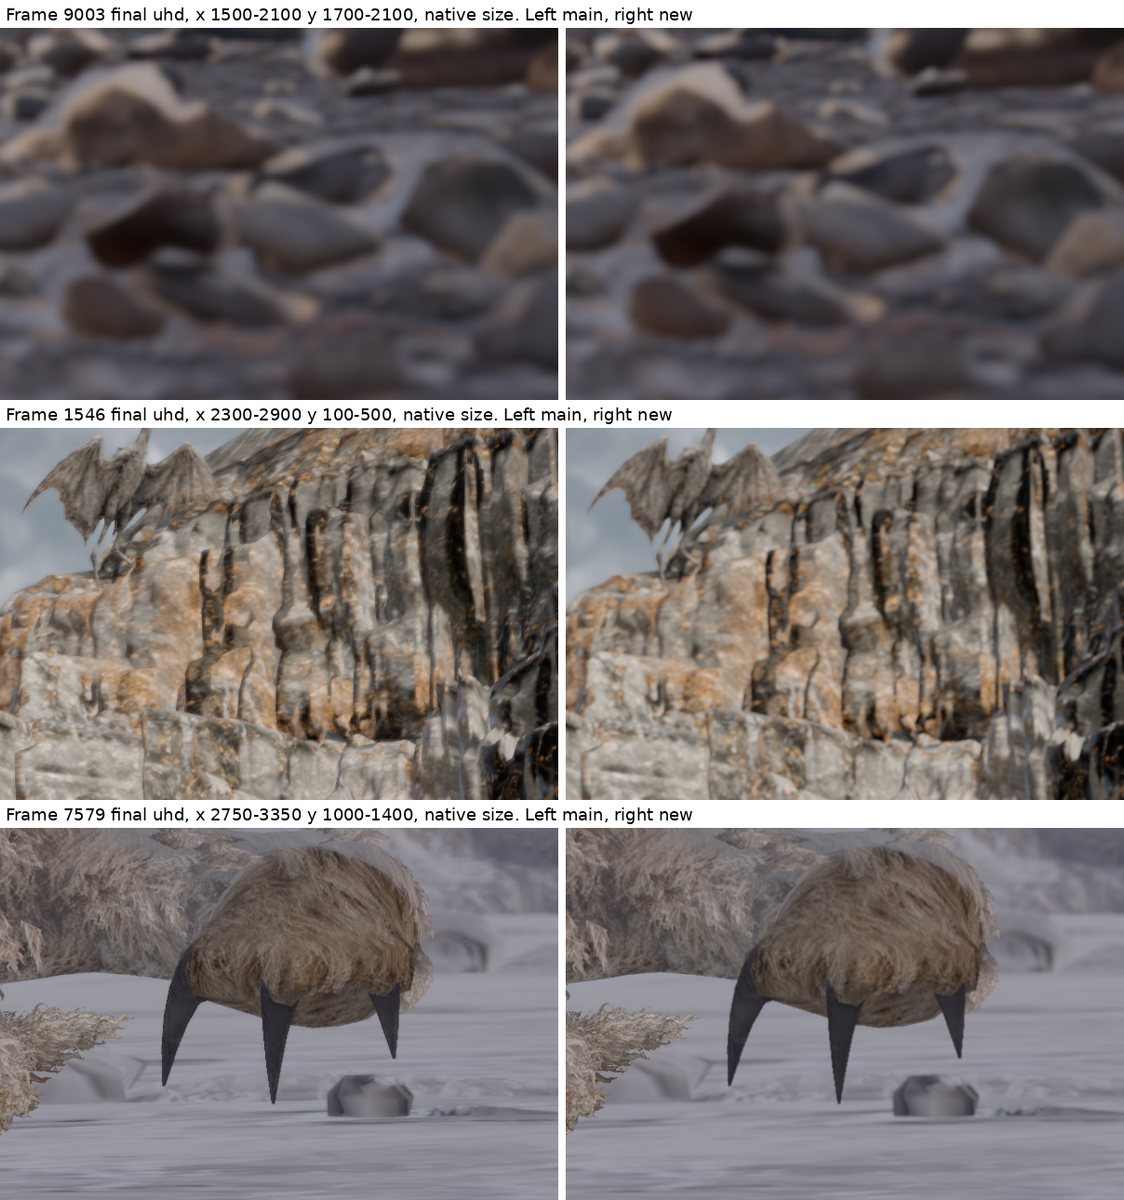 Frame 9003 final uhd, x 1500-2100 y 1700-2100, native size. Left main, right new
Frame 1546 final uhd, x 2300-2900 y 100-500, native size. Left main, right new
Frame 7579 final uhd, x 2750-3350 y 1000-1400, native size. Left main, right new